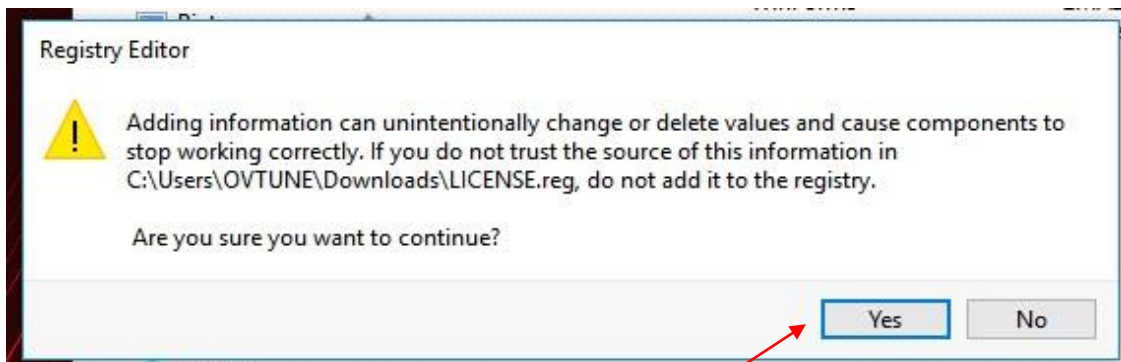 Registry Editor
Adding information can unintentionally change or delete values and cause components to
stop working correctly. If you do not trust the source of this information in
C:\Users\OVTUNE\Downloads\LICENSE.reg, do not add it to the registry.
Are you sure you want to continue?
Yes No